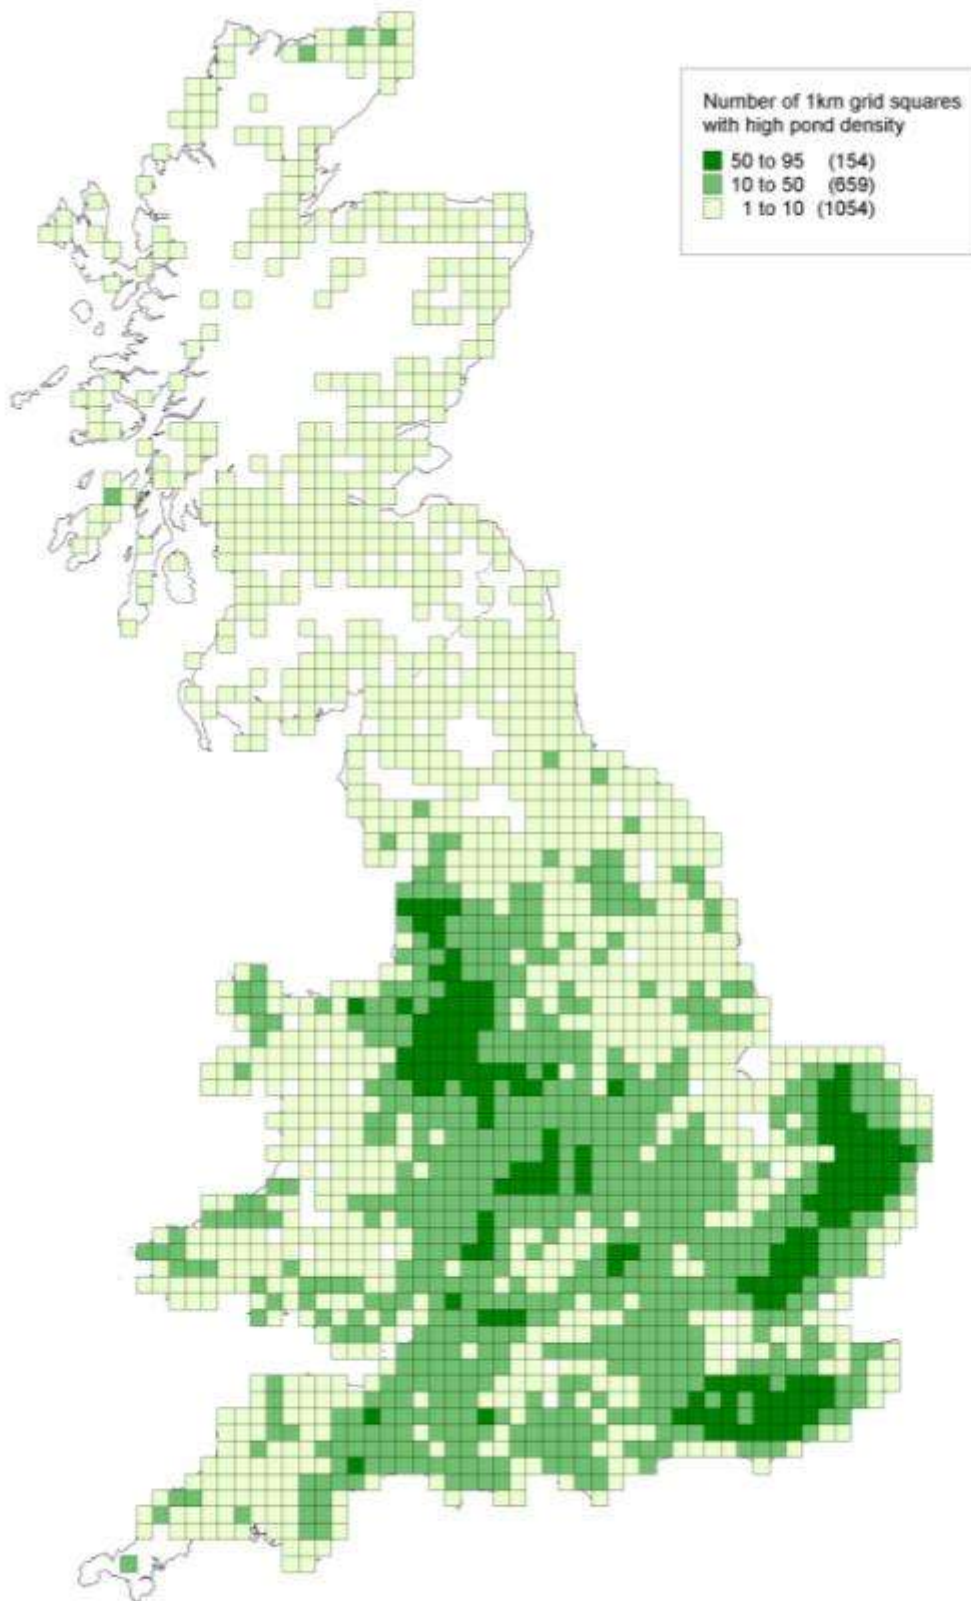 Number of 1km grid squares
with high pond density
50 to 95 (154)
10 to 50 (659)
1 to 10 (1054)